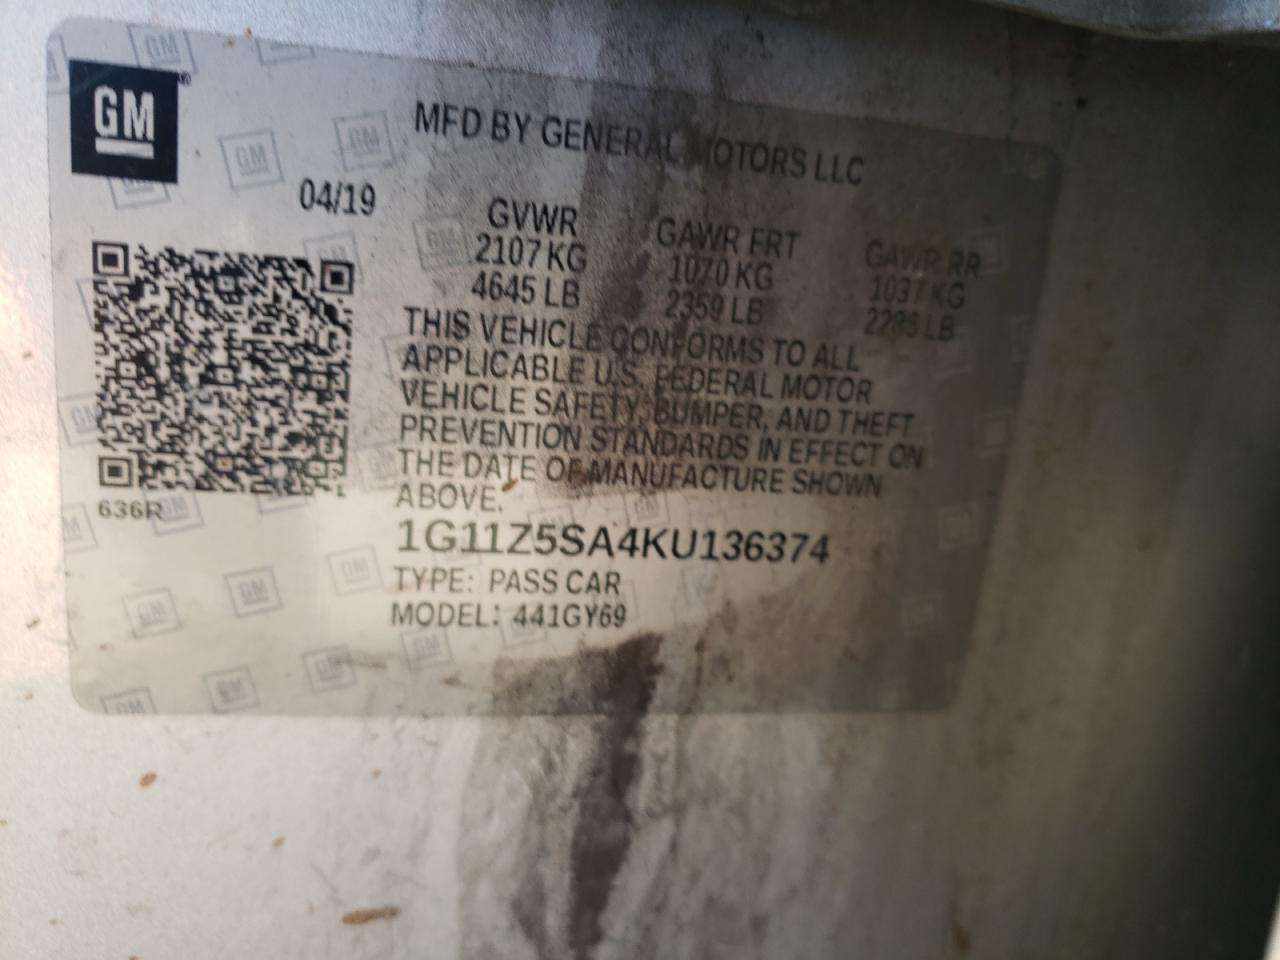 GM
MFD BY GENERAL MOTORS LLC
04/19
GVWR GAWR FRT GAWR RR
2107 KG 1070 KG 1037 KG
4645 LB 2359 LB 2286 LB
THIS VEHICLE CONFORMS TO ALL
APPLICABLE U.S. FEDERAL MOTOR
VEHICLE SAFETY, BUMPER, AND THEFT
PREVENTION STANDARDS IN EFFECT ON
THE DATE OF MANUFACTURE SHOWN
ABOVE.
636R
1G11Z5SA4KU136374
TYPE: PASS CAR
MODEL: 441GY69